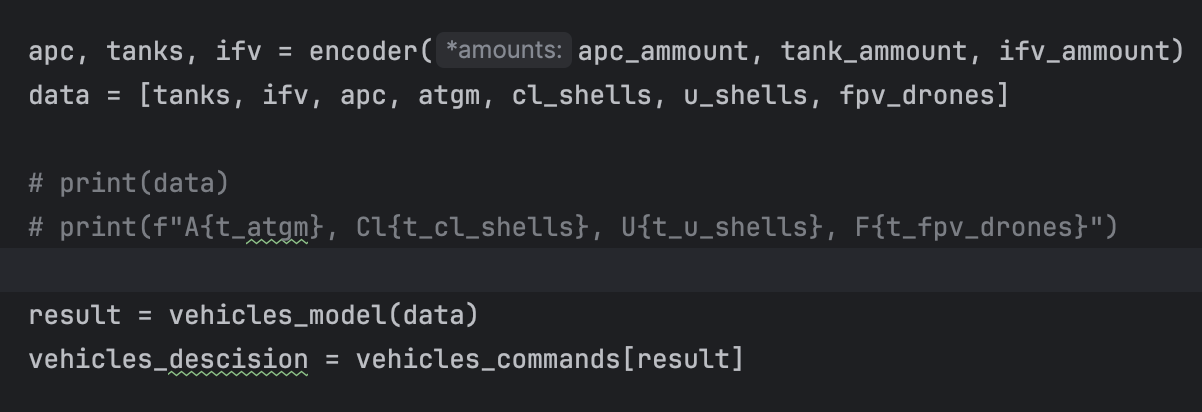 apc, tanks, ifv = encoder( *amounts: apc_ammount, tank_ammount, ifv_ammount)
data = [tanks, ifv, apc, atgm, cl_shells, u_shells, fpv_drones]
# print(data)
# print(f"A{t_atgm}, Cl{t_cl_shells}, U{t_u_shells}, F{t_fpv_drones}")
result = vehicles_model(data)
vehicles_descision = vehicles_commands[result]